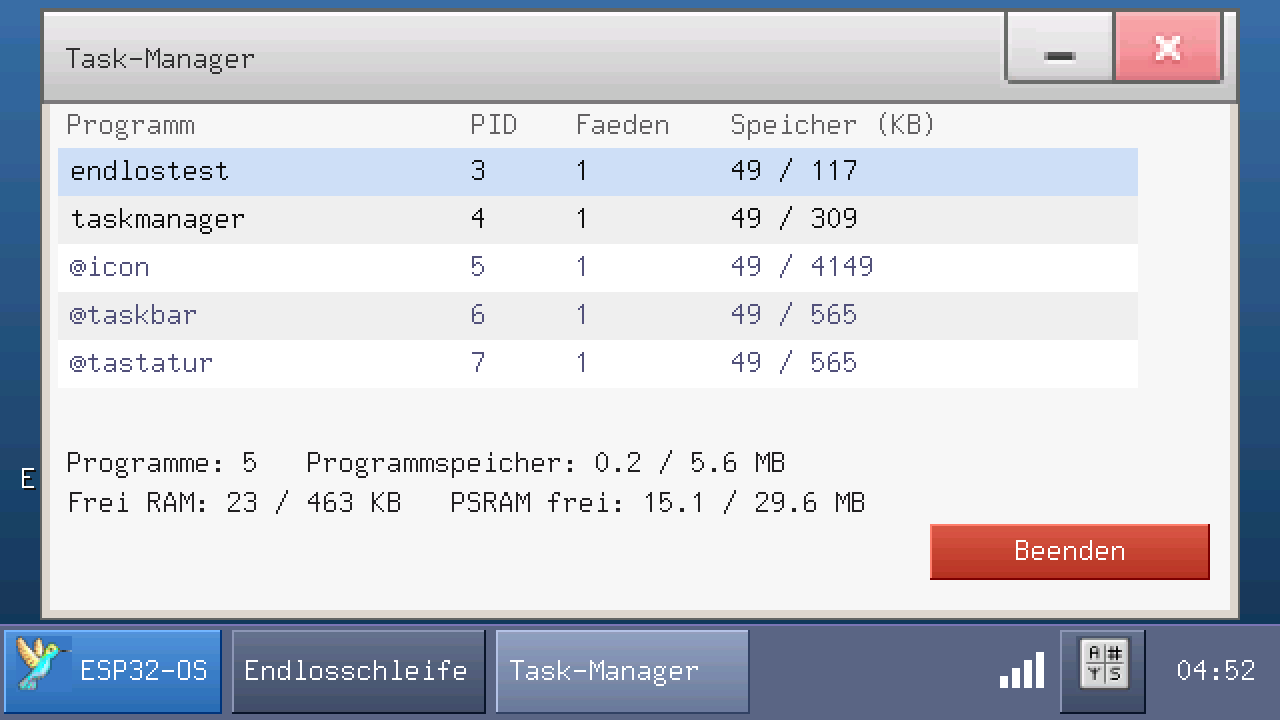 Task-Manager
Programm PID Faeden Speicher (KB)
endlostest 3 1 49 / 117
taskmanager 4 1 49 / 309
@icon 5 1 49 / 4149
@taskbar 6 1 49 / 565
@tastatur 7 1 49 / 565
Programme: 5 Programmspeicher: 0.2 / 5.6 MB
E
Frei RAM: 23 / 463 KB PSRAM frei: 15.1 / 29.6 MB
Beenden
ESP32-OS Endlosschleife Task-Manager A # Y S 04:52